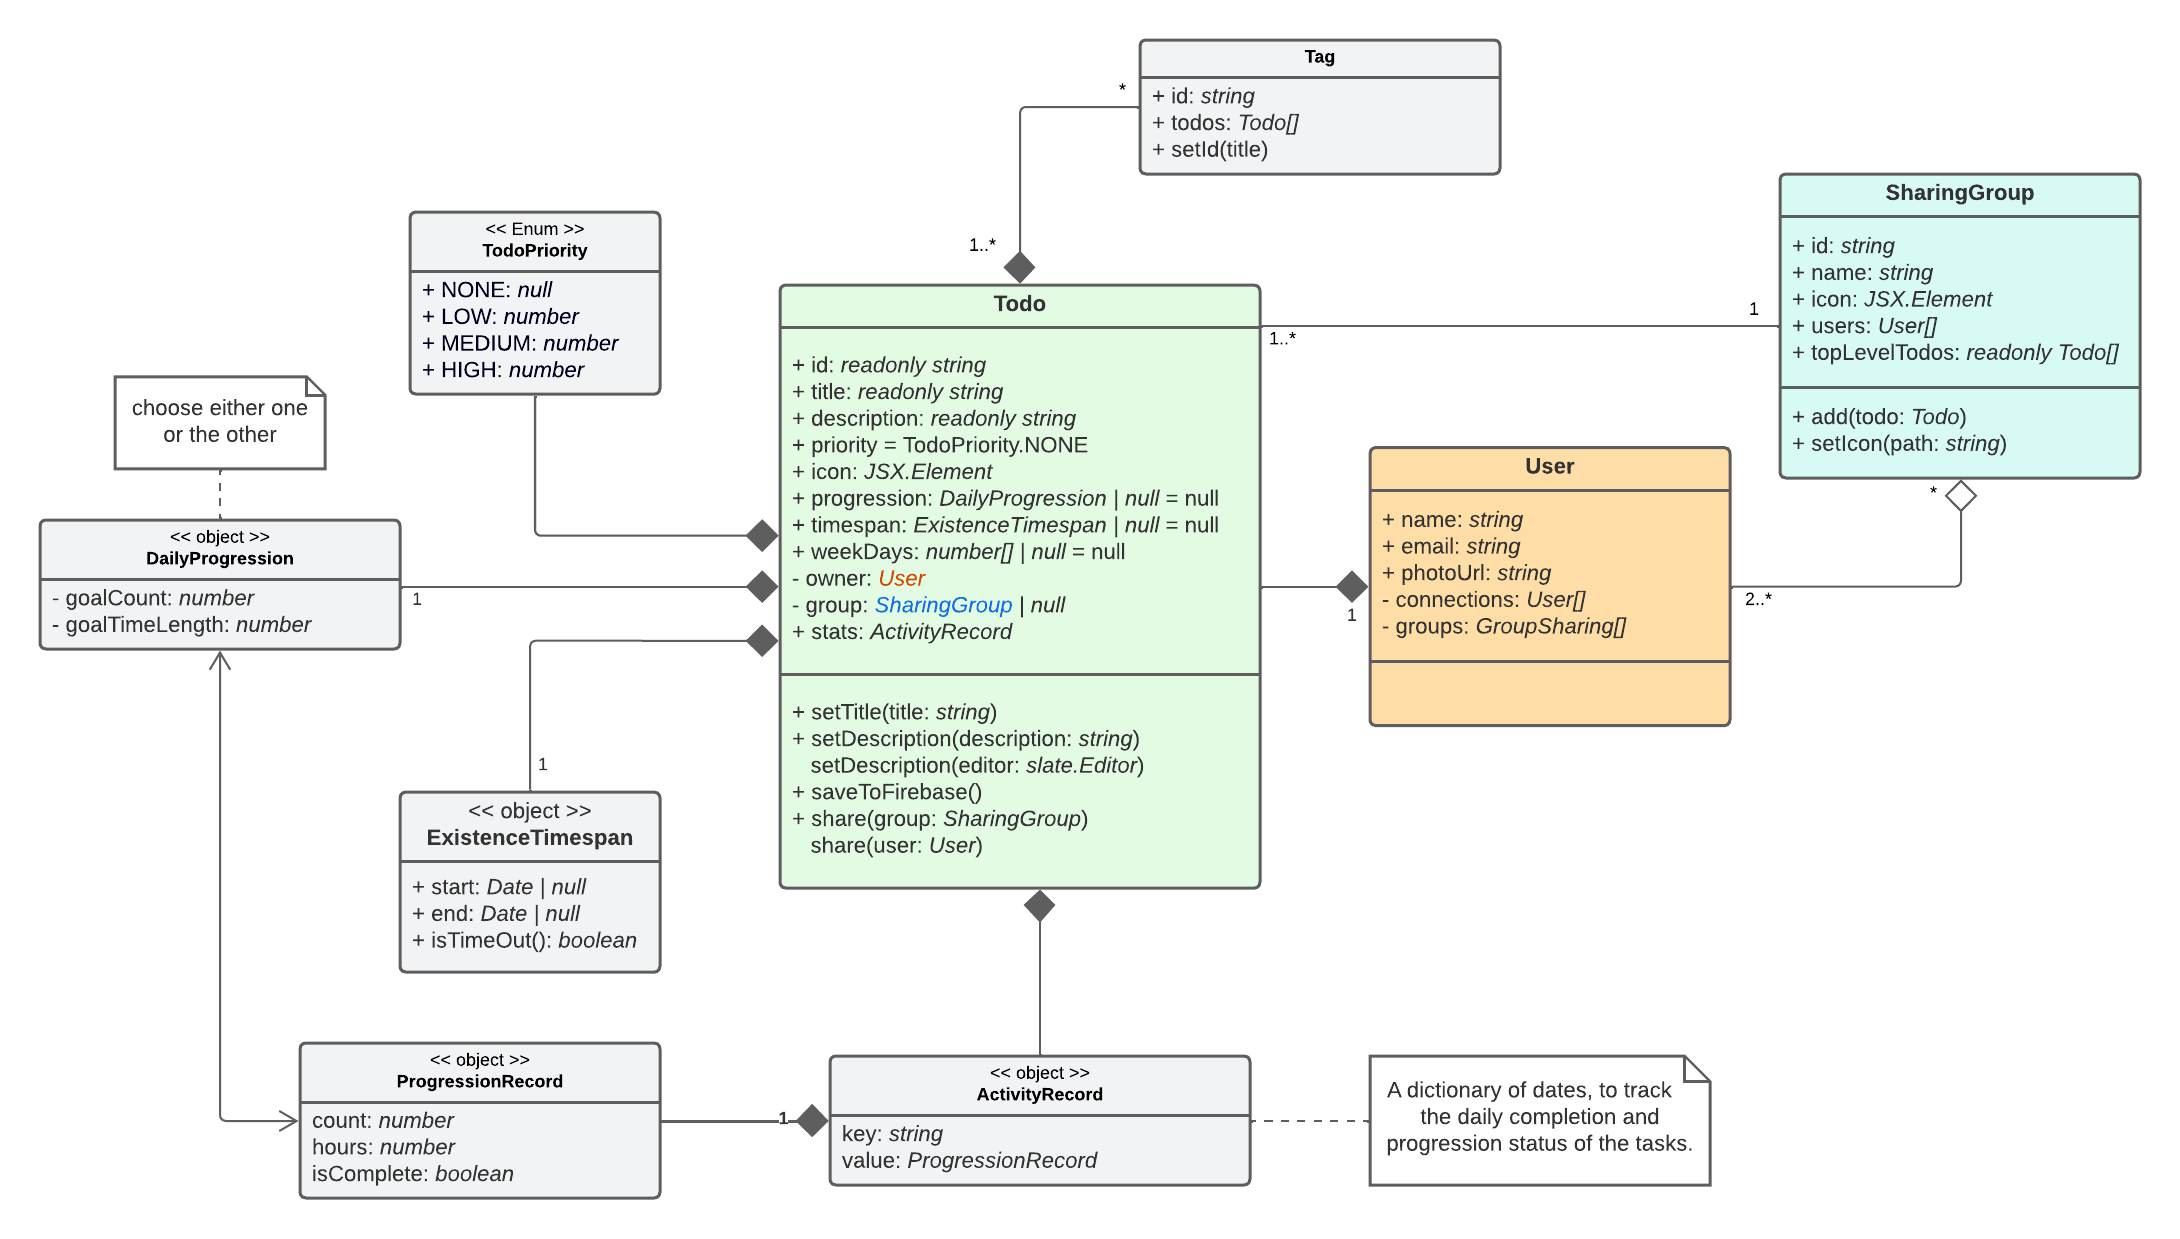 Tag
+ id: string
+ todos: Todo[]
+ setId(title)
*
1..*
SharingGroup
+ id: string
+ name: string
+ icon: JSX.Element
+ users: User[]
+ topLevelTodos: readonly Todo[]
+ add(todo: Todo)
+ setIcon(path: string)
1
1..*
*
2..*
<< Enum >>
TodoPriority
+ NONE: null
+ LOW: number
+ MEDIUM: number
+ HIGH: number
Todo
+ id: readonly string
+ title: readonly string
+ description: readonly string
+ priority = TodoPriority.NONE
+ icon: JSX.Element
+ progression: DailyProgression | null = null
+ timespan: ExistenceTimespan | null = null
+ weekDays: number[] | null = null
- owner: User
- group: SharingGroup | null
+ stats: ActivityRecord
+ setTitle(title: string)
+ setDescription(description: string)
setDescription(editor: slate.Editor)
+ saveToFirebase()
+ share(group: SharingGroup)
share(user: User)
User
+ name: string
+ email: string
+ photoUrl: string
- connections: User[]
- groups: GroupSharing[]
1
choose either one
or the other
<< object >>
DailyProgression
- goalCount: number
- goalTimeLength: number
1
1
<< object >>
ExistenceTimespan
+ start: Date | null
+ end: Date | null
+ isTimeOut(): boolean
<< object >>
ProgressionRecord
count: number
hours: number
isComplete: boolean
1
<< object >>
ActivityRecord
key: string
value: ProgressionRecord
A dictionary of dates, to track
the daily completion and
progression status of the tasks.